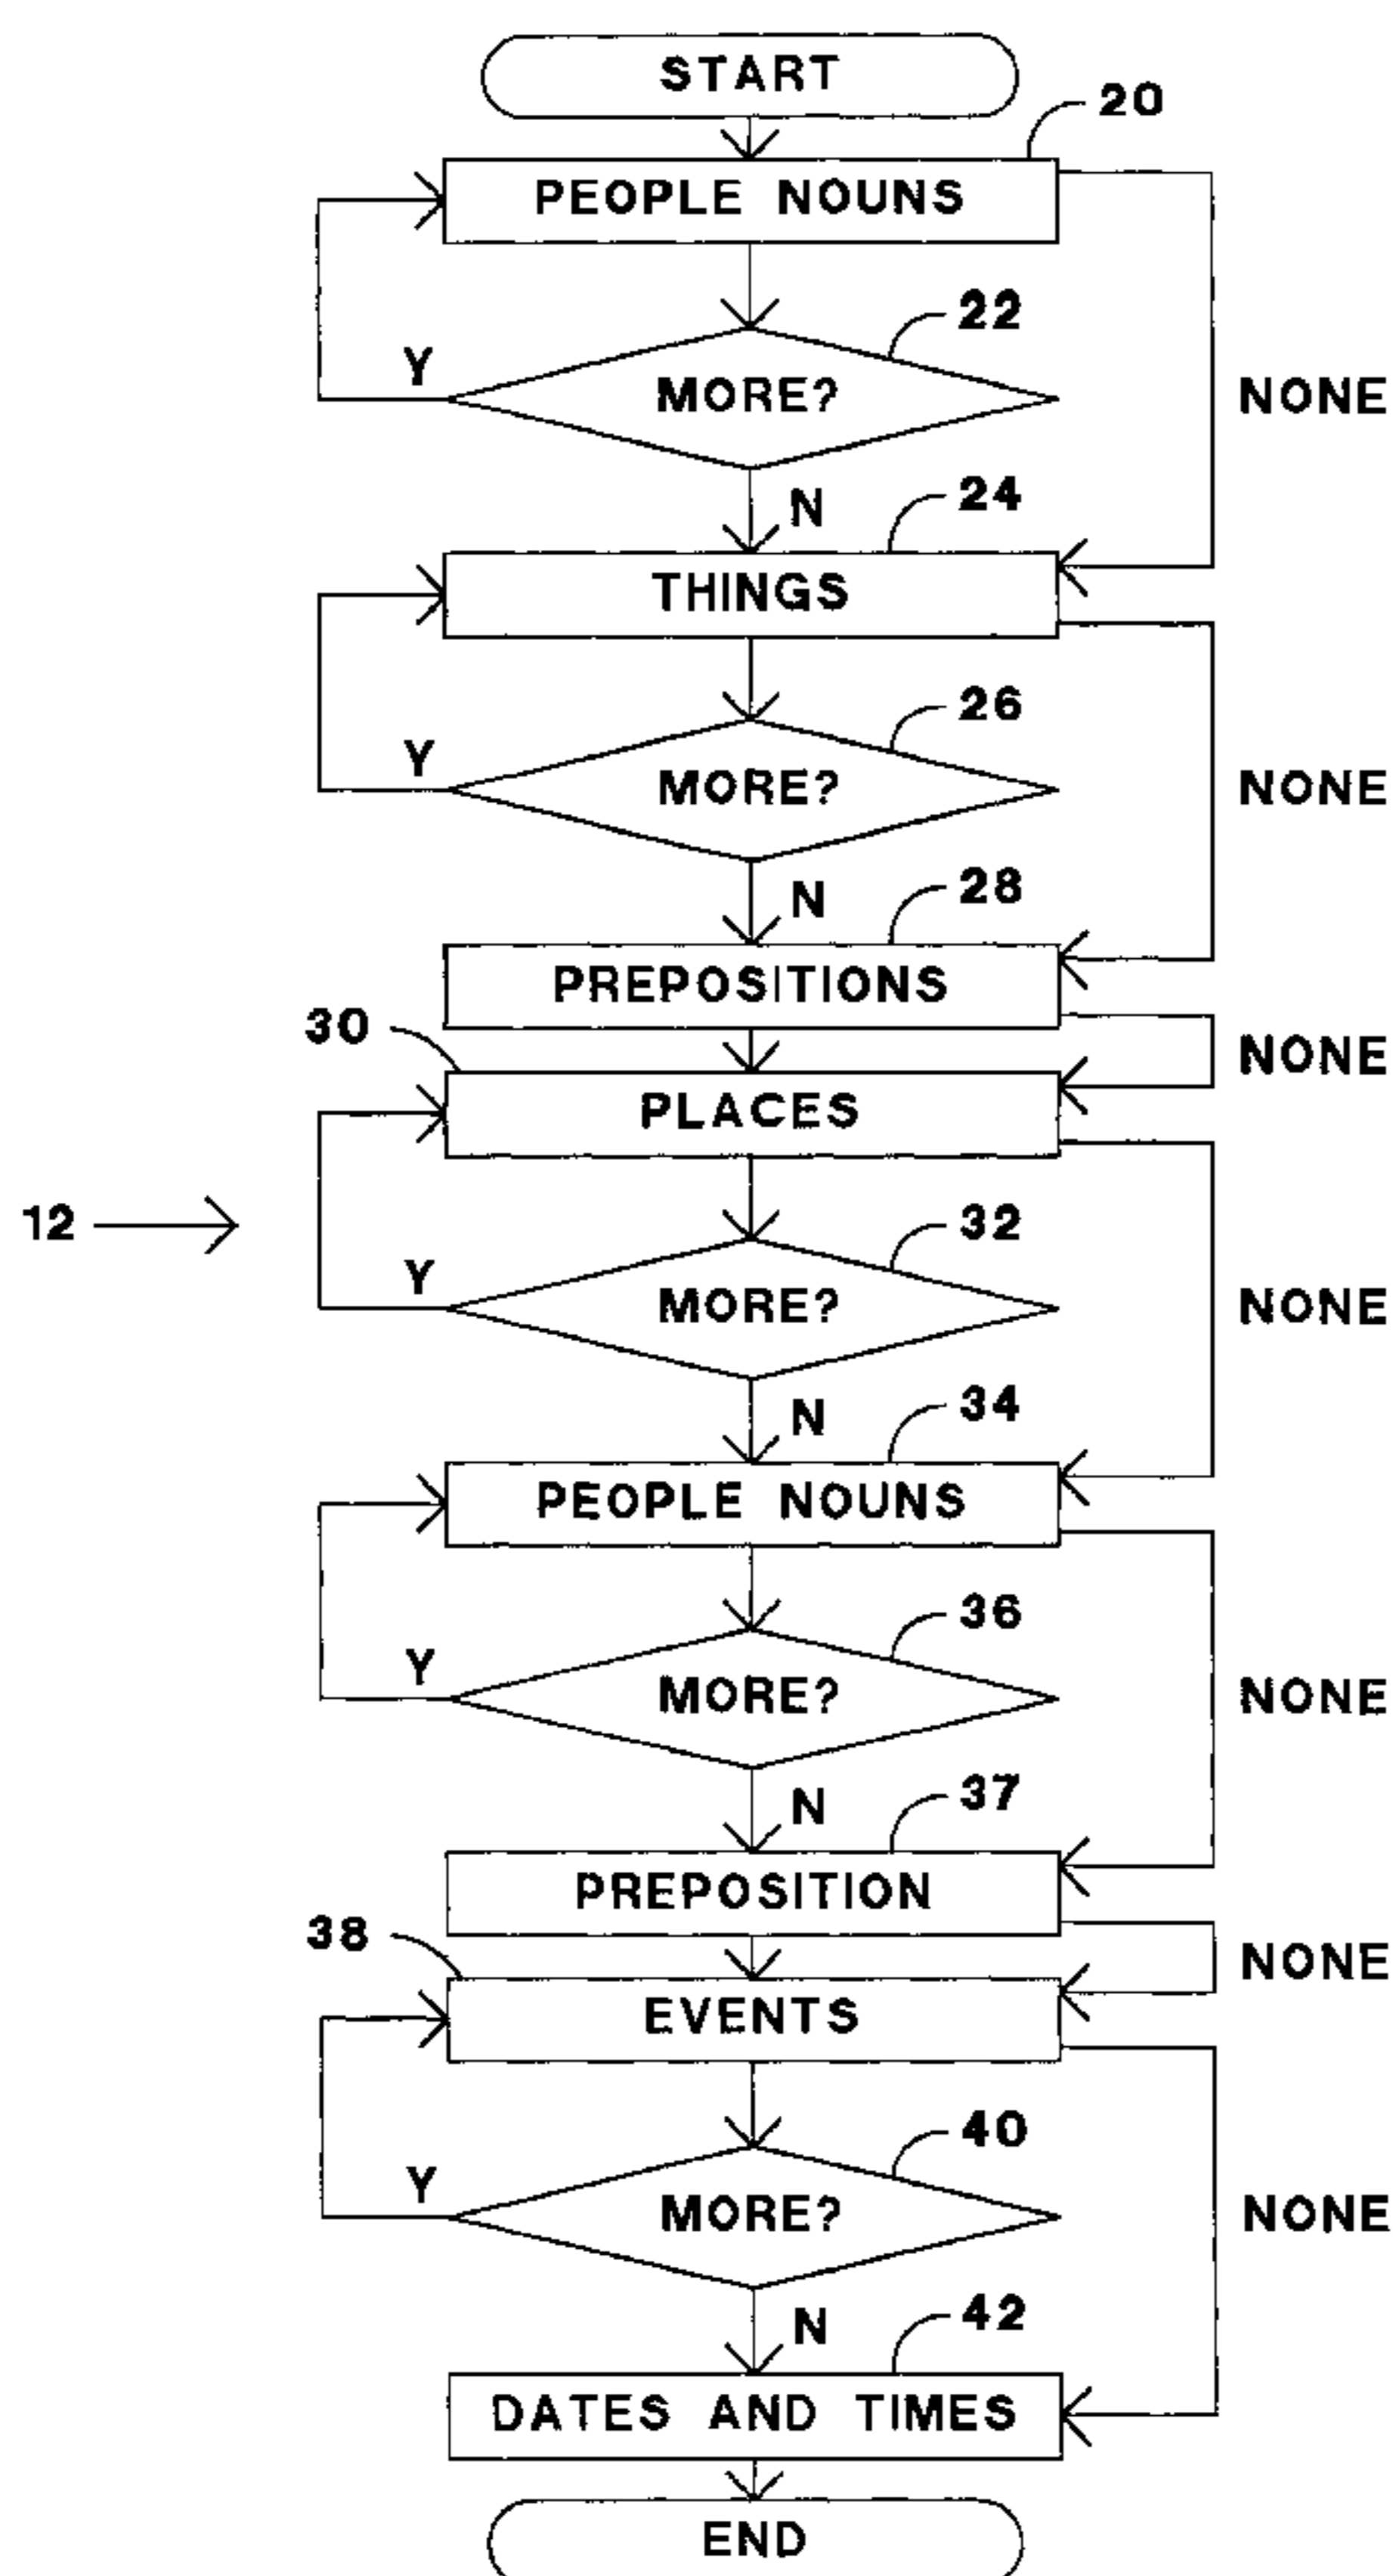 START
20
PEOPLE NOUNS
22
Y
MORE?
NONE
N
24
THINGS
26
Y
MORE?
NONE
N
28
PREPOSITIONS
30
NONE
PLACES
12
32
Y
MORE?
NONE
N
34
PEOPLE NOUNS
36
Y
MORE?
NONE
N
37
PREPOSITION
38
NONE
EVENTS
40
Y
MORE?
NONE
N
42
DATES AND TIMES
END